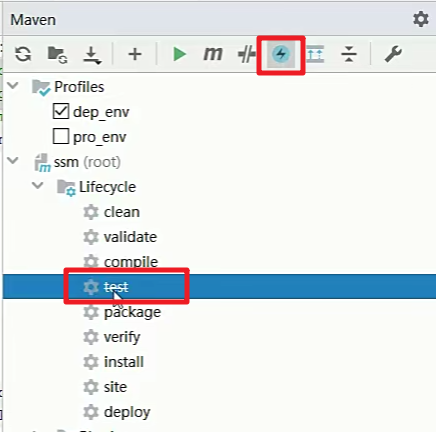 Maven
m
Profiles
dep_env
pro_env
ssm (root)
Lifecycle
clean
validate
compile
test
package
verify
install
site
deploy